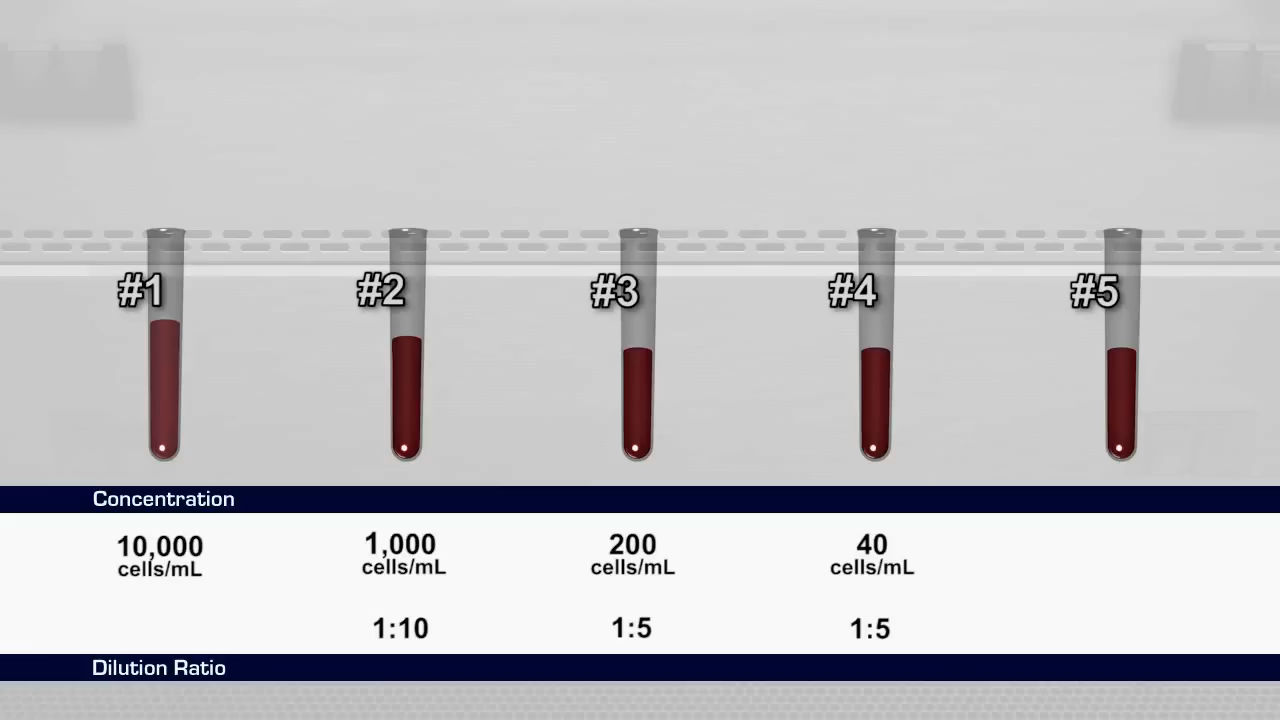 #1 #2 #3 #4 #5
Concentration
10,000 1,000 200 40
cells/mL cells/mL cells/mL cells/mL
1:10 1:5 1:5
Dilution Ratio